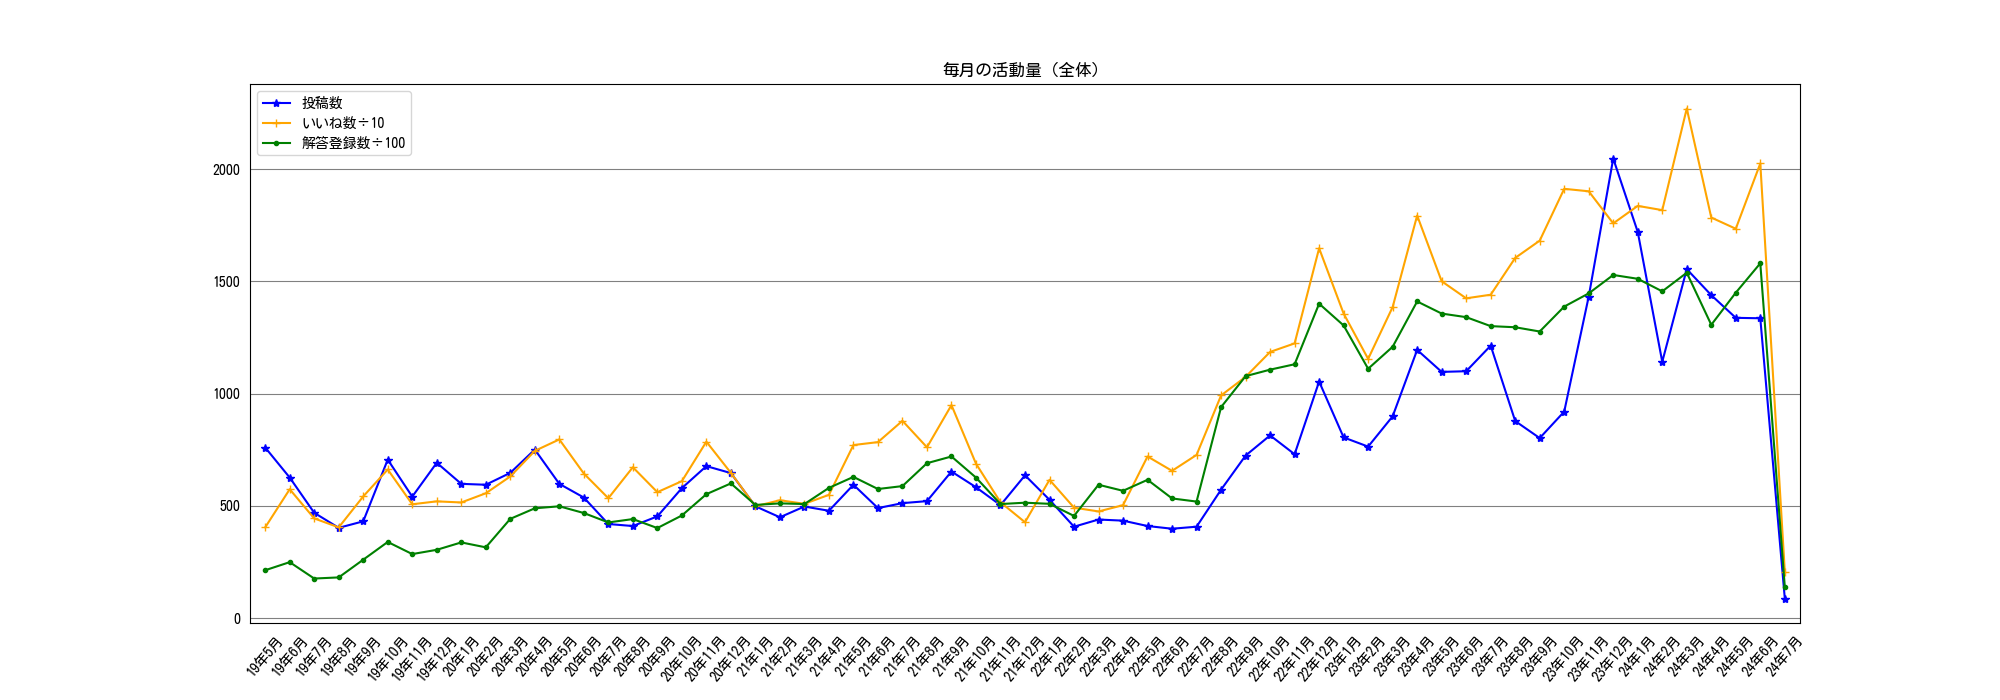 毎月の活動量（全体）
投稿数
いいね数÷10
解答登録数÷100
2000
1500
1000
500
0
19年5月
19年6月
19年7月
19年8月
19年9月
19年10月
19年11月
19年12月
20年1月
20年2月
20年3月
20年4月
20年5月
20年6月
20年7月
20年8月
20年9月
20年10月
20年11月
20年12月
21年1月
21年2月
21年3月
21年4月
21年5月
21年6月
21年7月
21年8月
21年9月
21年10月
21年11月
21年12月
22年1月
22年2月
22年3月
22年4月
22年5月
22年6月
22年7月
22年8月
22年9月
22年10月
22年11月
22年12月
23年1月
23年2月
23年3月
23年4月
23年5月
23年6月
23年7月
23年8月
23年9月
23年10月
23年11月
23年12月
24年1月
24年2月
24年3月
24年4月
24年5月
24年6月
24年7月